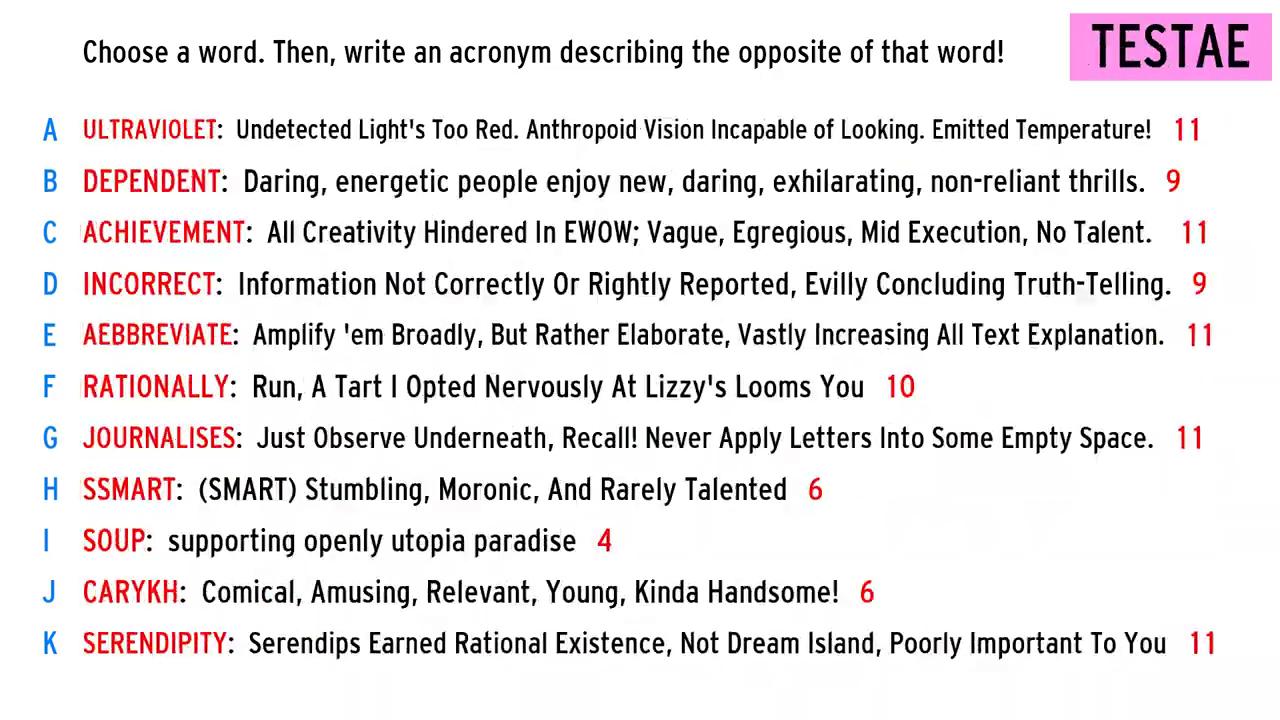 Choose a word. Then, write an acronym describing the opposite of that word!
TESTAE
A ULTRAVIOLET: Undetected Light's Too Red. Anthropoid Vision Incapable of Looking. Emitted Temperature! 11
B DEPENDENT: Daring, energetic people enjoy new, daring, exhilarating, non-reliant thrills. 9
C ACHIEVEMENT: All Creativity Hindered In EWOW; Vague, Egregious, Mid Execution, No Talent. 11
D INCORRECT: Information Not Correctly Or Rightly Reported, Evilly Concluding Truth-Telling. 9
E AEBBREVIATE: Amplify 'em Broadly, But Rather Elaborate, Vastly Increasing All Text Explanation. 11
F RATIONALLY: Run, A Tart I Opted Nervously At Lizzy's Looms You 10
G JOURNALISES: Just Observe Underneath, Recall! Never Apply Letters Into Some Empty Space. 11
H SSMART: (SMART) Stumbling, Moronic, And Rarely Talented 6
I SOUP: supporting openly utopia paradise 4
J CARYKH: Comical, Amusing, Relevant, Young, Kinda Handsome! 6
K SERENDIPITY: Serendips Earned Rational Existence, Not Dream Island, Poorly Important To You 11